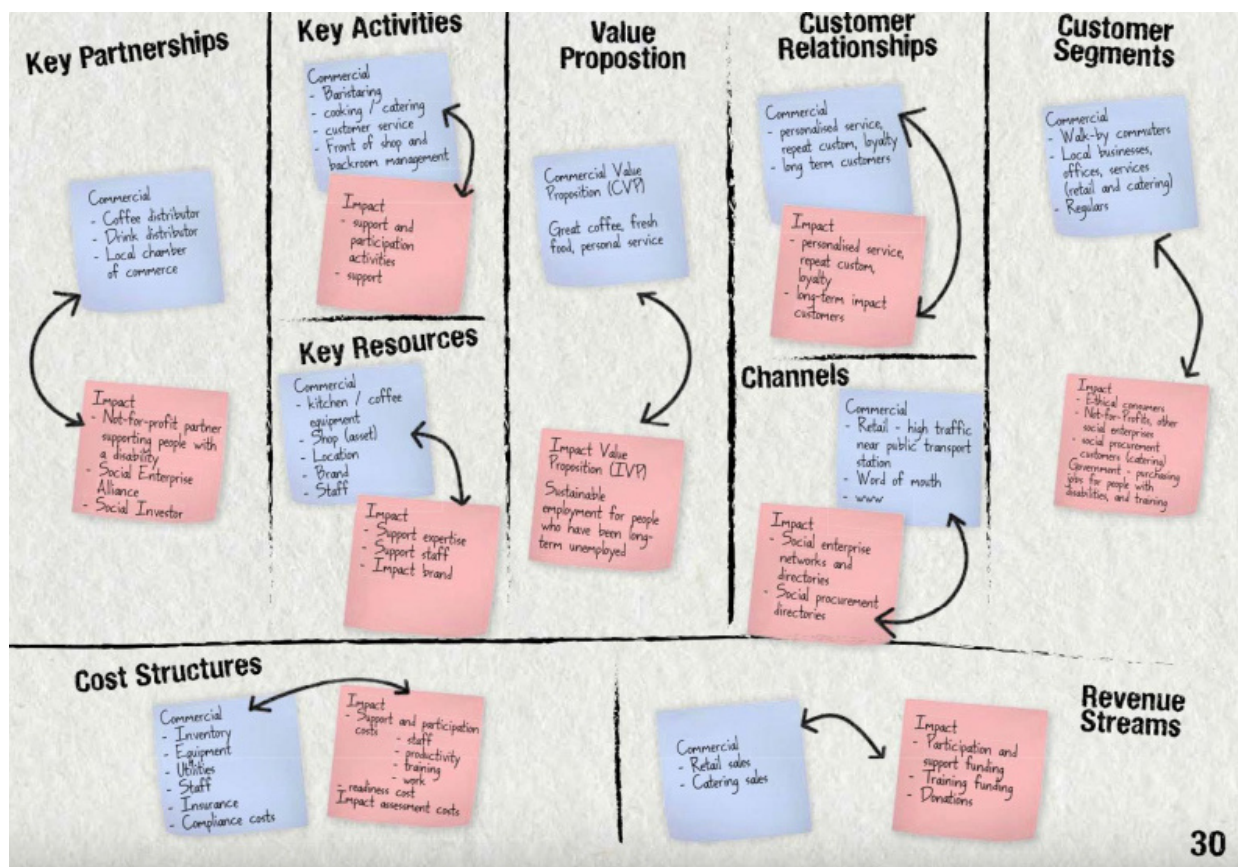 Key Partnerships
Commercial
- Coffee distributor
- Drink distributor
- Local chamber
of commerce
Impact
- Not-for-profit partner
supporting people with
a disability
- Social Enterprise
Alliance
- Social Investor
Key Activities
Commercial
- Baristaring
- cooking / catering
- customer service
- Front of shop and
backroom management
Impact
- support and
participation
activities
- support
Key Resources
Commercial
- kitchen / coffee
equipment
- Shop (asset)
- Location
- Brand
- Staff
Impact
- Support expertise
- Support staff
- Impact brand
Value
Propostion
Commercial Value
Proposition (CVP)
Great coffee, fresh
food, personal service
Impact Value
Proposition (IVP)
Sustainable
employment for people
who have been long-
term unemployed
Customer
Relationships
Commercial
- personalised service,
repeat custom, loyalty
- long term customers
Impact
- personalised service,
repeat custom,
loyalty
- long-term impact
customers
Channels
Commercial
- Retail - high traffic
near public transport
station
- Word of mouth
- www
Impact
- Social enterprise
networks and
directories
- Social procurement
directories
Customer
Segments
Commercial
- Walk-by commuters
- Local businesses,
offices, services
(retail and catering)
- Regulars
Impact
- Ethical consumers
- Not-for-Profits, other
social enterprises
- social procurement
customers (catering)
Government - purchasing
jobs for people with
disabilities, and training
Cost Structures
Commercial
- Inventory
- Equipment
- Utilities
- Staff
- Insurance
- Compliance costs
Impact
- Support and participation
costs - staff
- productivity
- training
- work
- readiness cost
Impact assessment costs
Revenue
Streams
Commercial
- Retail sales
- Catering sales
Impact
- Participation and
support funding
- Training funding
- Donations
30